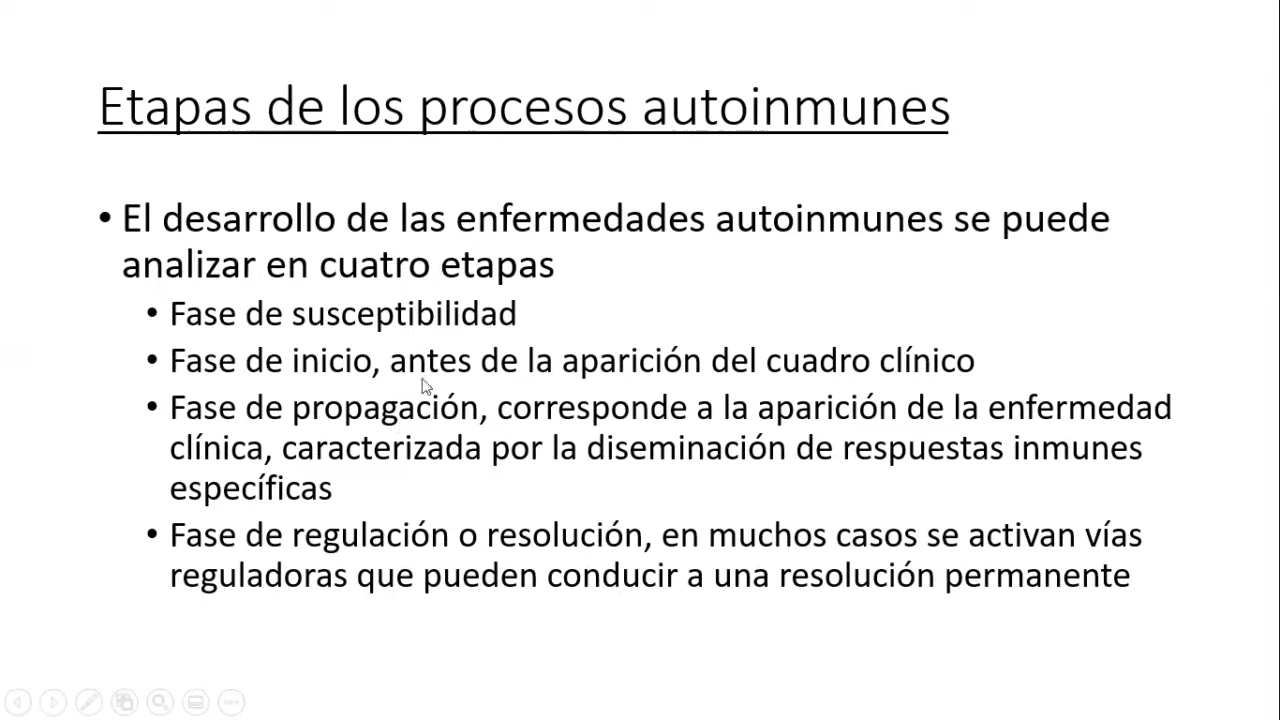 Etapas de los procesos autoinmunes
• El desarrollo de las enfermedades autoinmunes se puede
analizar en cuatro etapas
• Fase de susceptibilidad
• Fase de inicio, antes de la aparición del cuadro clínico
• Fase de propagación, corresponde a la aparición de la enfermedad
clínica, caracterizada por la diseminación de respuestas inmunes
específicas
• Fase de regulación o resolución, en muchos casos se activan vías
reguladoras que pueden conducir a una resolución permanente